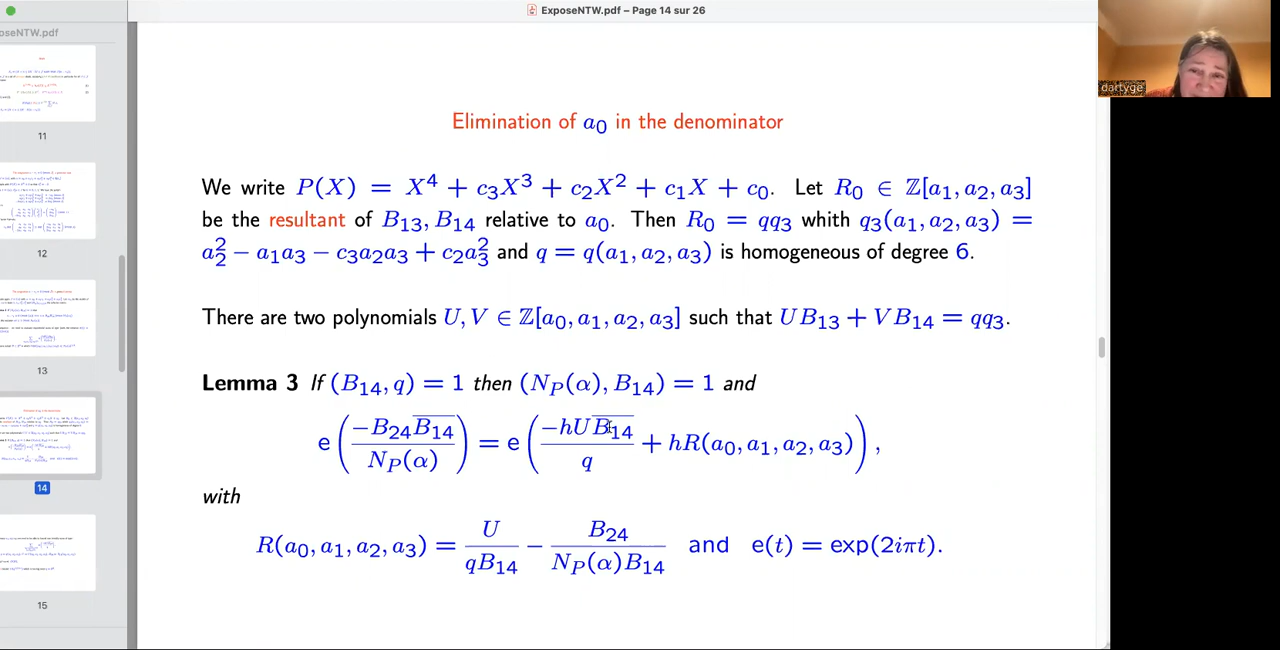 ExposeNTW.pdf – Page 14 sur 26
oseNTW.pdf
dartyge
11
12
13
14
15
Elimination of a₀ in the denominator
We write P(X) = X⁴ + c₃X³ + c₂X² + c₁X + c₀. Let R₀ ∈ ℤ[a₁, a₂, a₃]
be the resultant of B₁₃, B₁₄ relative to a₀. Then R₀ = qq₃ whith q₃(a₁, a₂, a₃) =
a₂² − a₁a₃ − c₃a₂a₃ + c₂a₃² and q = q(a₁, a₂, a₃) is homogeneous of degree 6.
There are two polynomials U, V ∈ ℤ[a₀, a₁, a₂, a₃] such that UB₁₃ + VB₁₄ = qq₃.
Lemma 3 If (B₁₄, q) = 1 then (N_P(α), B₁₄) = 1 and
e(−B₂₄B̅₁₄̅ / N_P(α)) = e(−hUB̅₁₄̅ / q + hR(a₀, a₁, a₂, a₃)),
with
R(a₀, a₁, a₂, a₃) = U / qB₁₄ − B₂₄ / N_P(α)B₁₄ and e(t) = exp(2iπt).